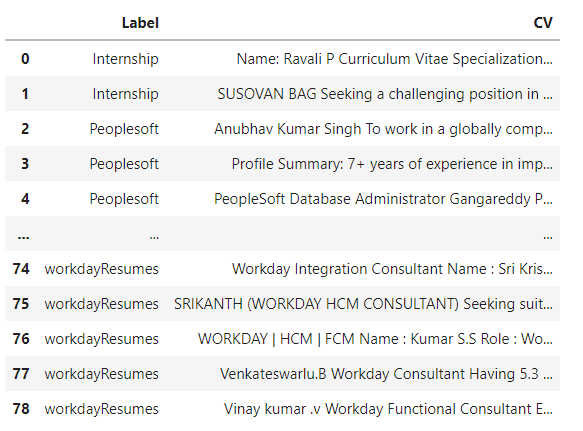 Label CV
0 Internship Name: Ravali P Curriculum Vitae Specialization...
1 Internship SUSOVAN BAG Seeking a challenging position in ...
2 Peoplesoft Anubhav Kumar Singh To work in a globally comp...
3 Peoplesoft Profile Summary: 7+ years of experience in imp...
4 Peoplesoft PeopleSoft Database Administrator Gangareddy P...
... ... ...
74 workdayResumes Workday Integration Consultant Name : Sri Kris...
75 workdayResumes SRIKANTH (WORKDAY HCM CONSULTANT) Seeking suit...
76 workdayResumes WORKDAY | HCM | FCM Name : Kumar S.S Role : Wo...
77 workdayResumes Venkateswarlu.B Workday Consultant Having 5.3 ...
78 workdayResumes Vinay kumar .v Workday Functional Consultant E...